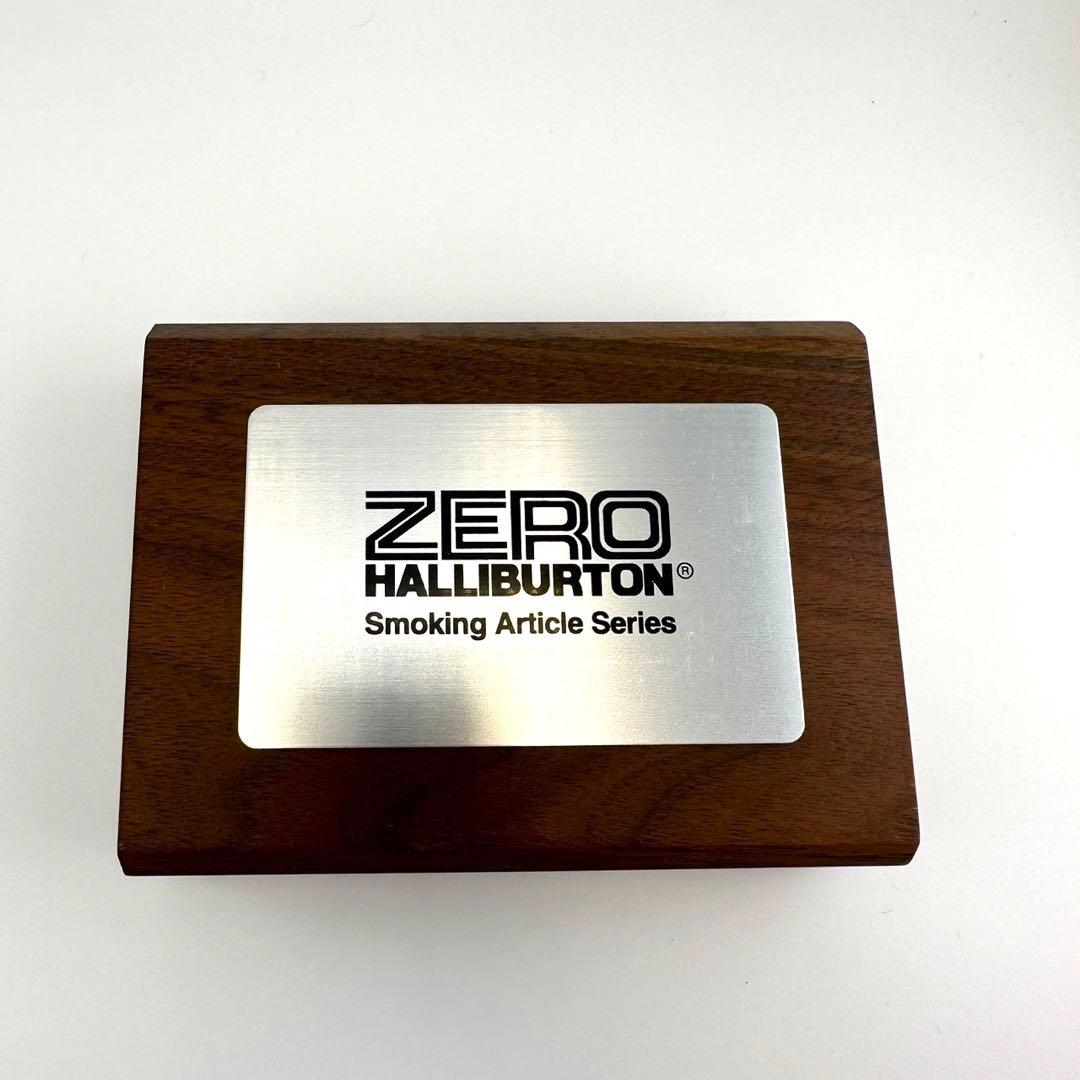 ZERO
HALLIBURTON®
Smoking Article Series